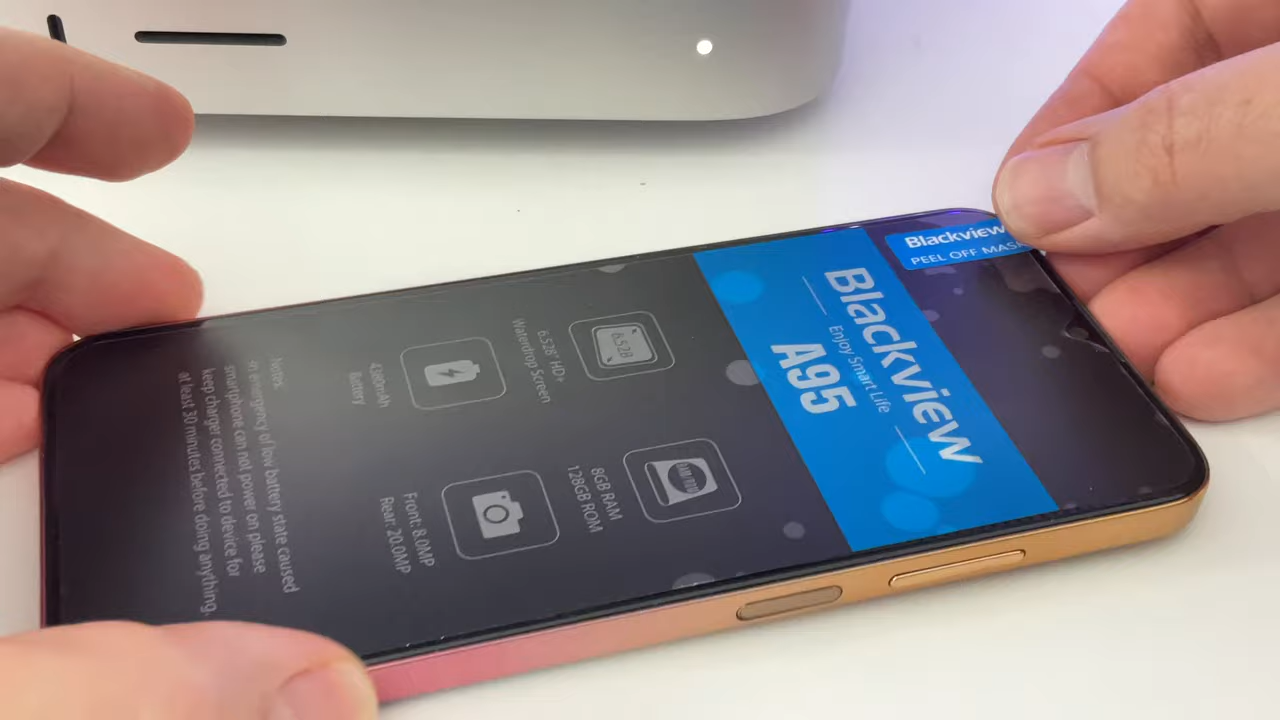 Blackview
PEEL OFF MASK
Blackview
Enjoy Smart Life
A95
6.528
6.528" HD+
Waterdrop Screen
8GB RAM
128GB ROM
4380mAh
Battery
Front: 8.0MP
Rear: 20.0MP
Notes:
in emergency of low battery state caused
smartphone can not power on please
keep charger connected to device for
at least 30 minutes before doing anything.